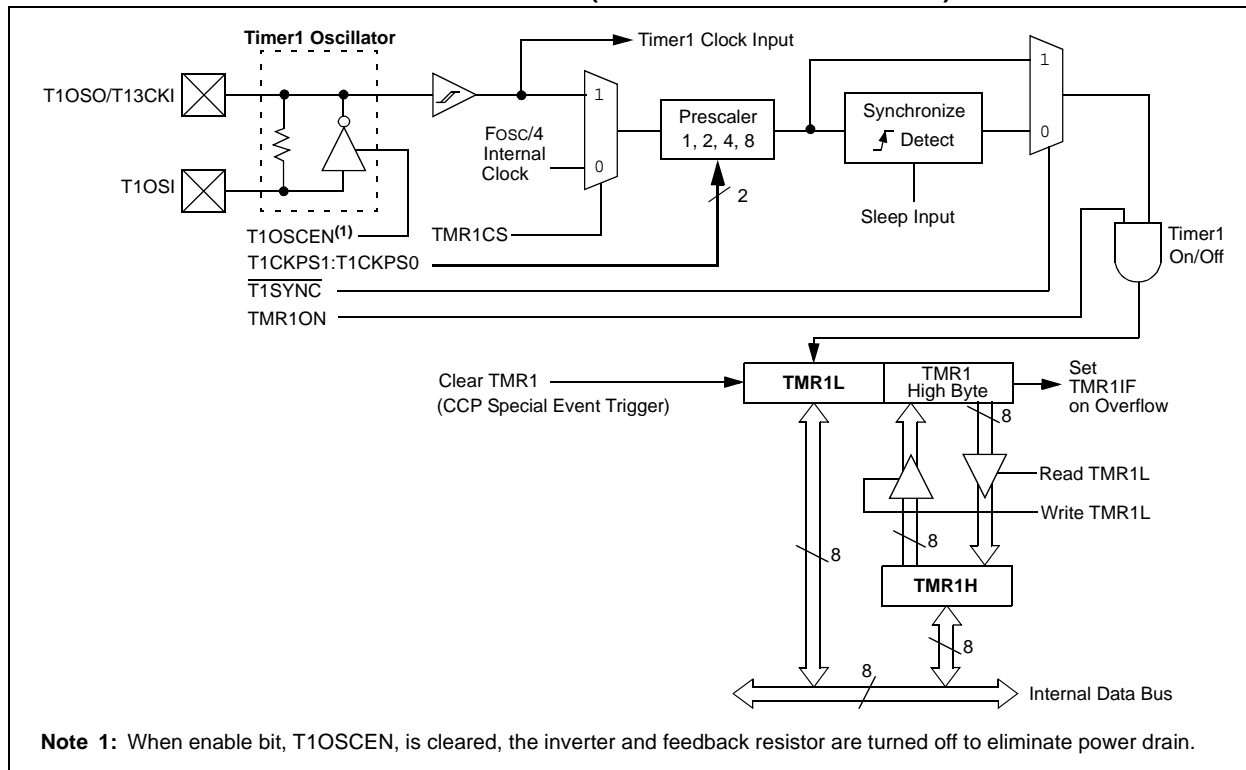 Timer1 Oscillator
Timer1 Clock Input
T1OSO/T13CKI
1
1
Prescaler
1, 2, 4, 8
Synchronize
Detect
FOSC/4
Internal
Clock
0
0
T1OSI
2
Sleep Input
T1OSCEN(1)
TMR1CS
Timer1
On/Off
T1CKPS1:T1CKPS0
T1SYNC
TMR1ON
Clear TMR1
(CCP Special Event Trigger)
TMR1L
TMR1
High Byte
Set
TMR1IF
on Overflow
8
Read TMR1L
Write TMR1L
8
8
TMR1H
8
8
Internal Data Bus
Note 1: When enable bit, T1OSCEN, is cleared, the inverter and feedback resistor are turned off to eliminate power drain.